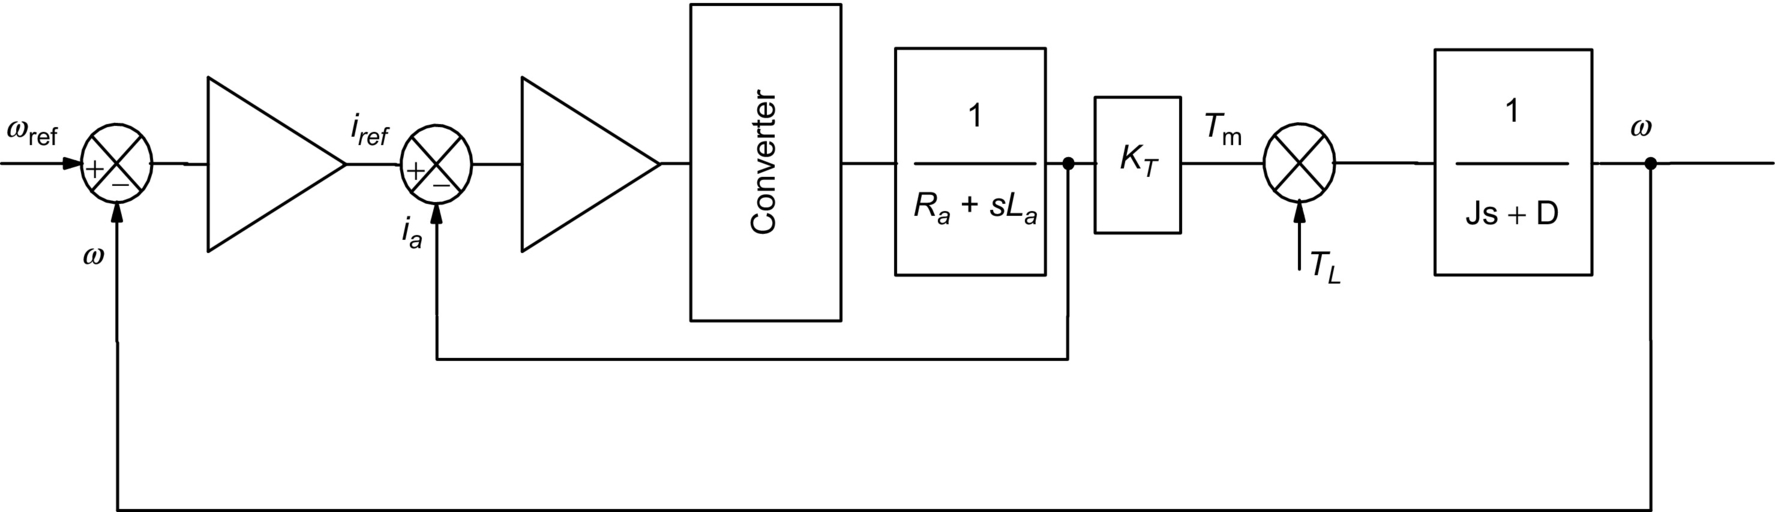 ω_ref
+
−
ω
i_ref
+
−
i_a
Converter
1
R_a + sL_a
K_T
T_m
T_L
1
Js + D
ω